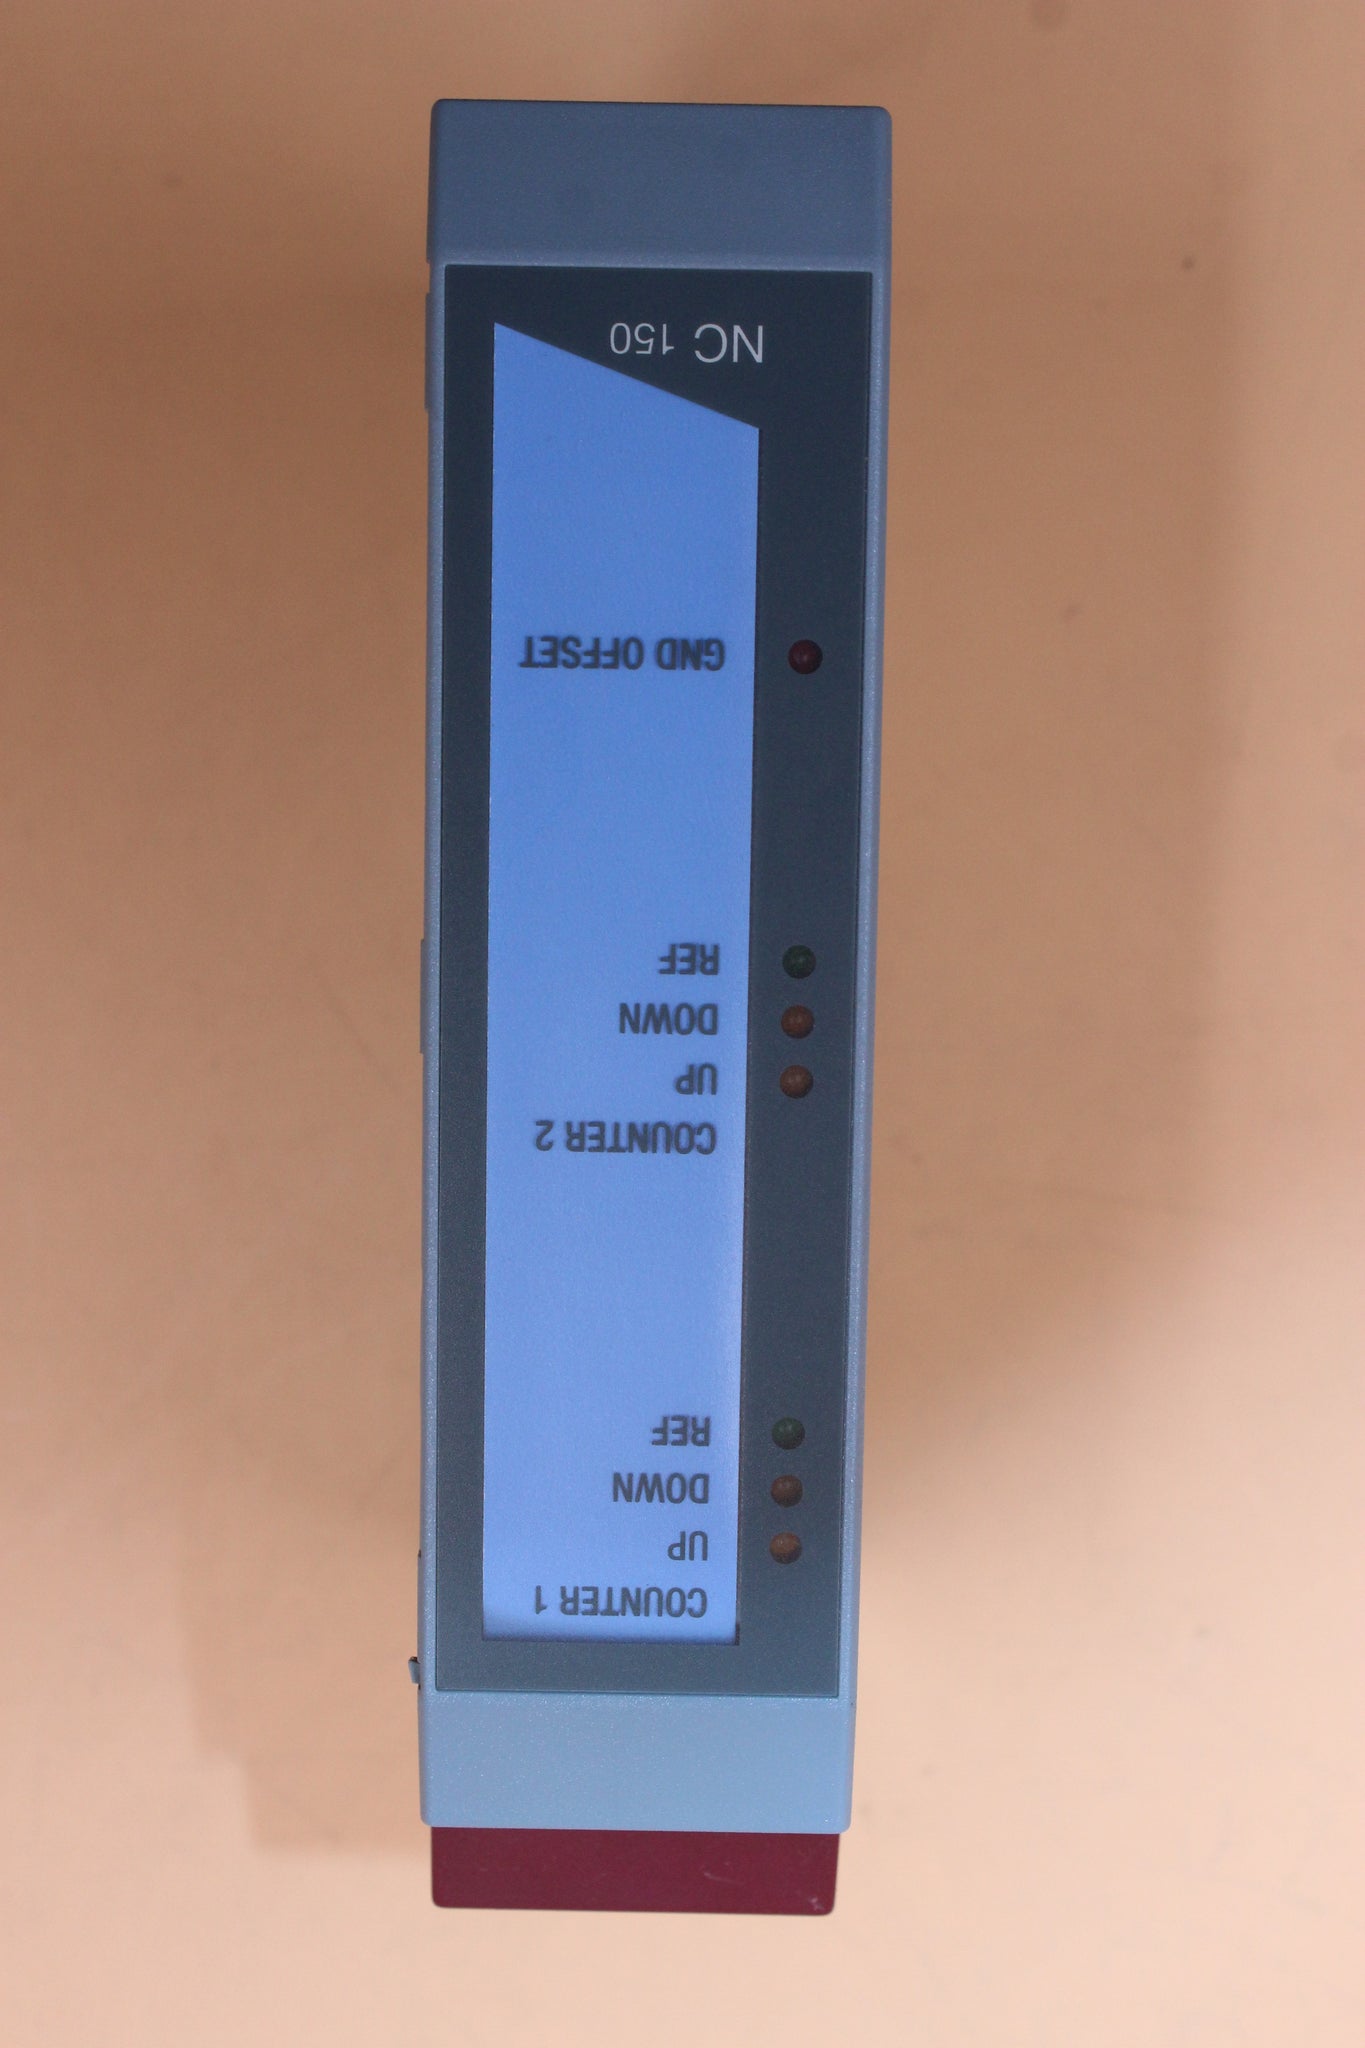 COUNTER 1
UP
DOWN
REF
COUNTER 2
UP
DOWN
REF
GND OFFSET
NC 150